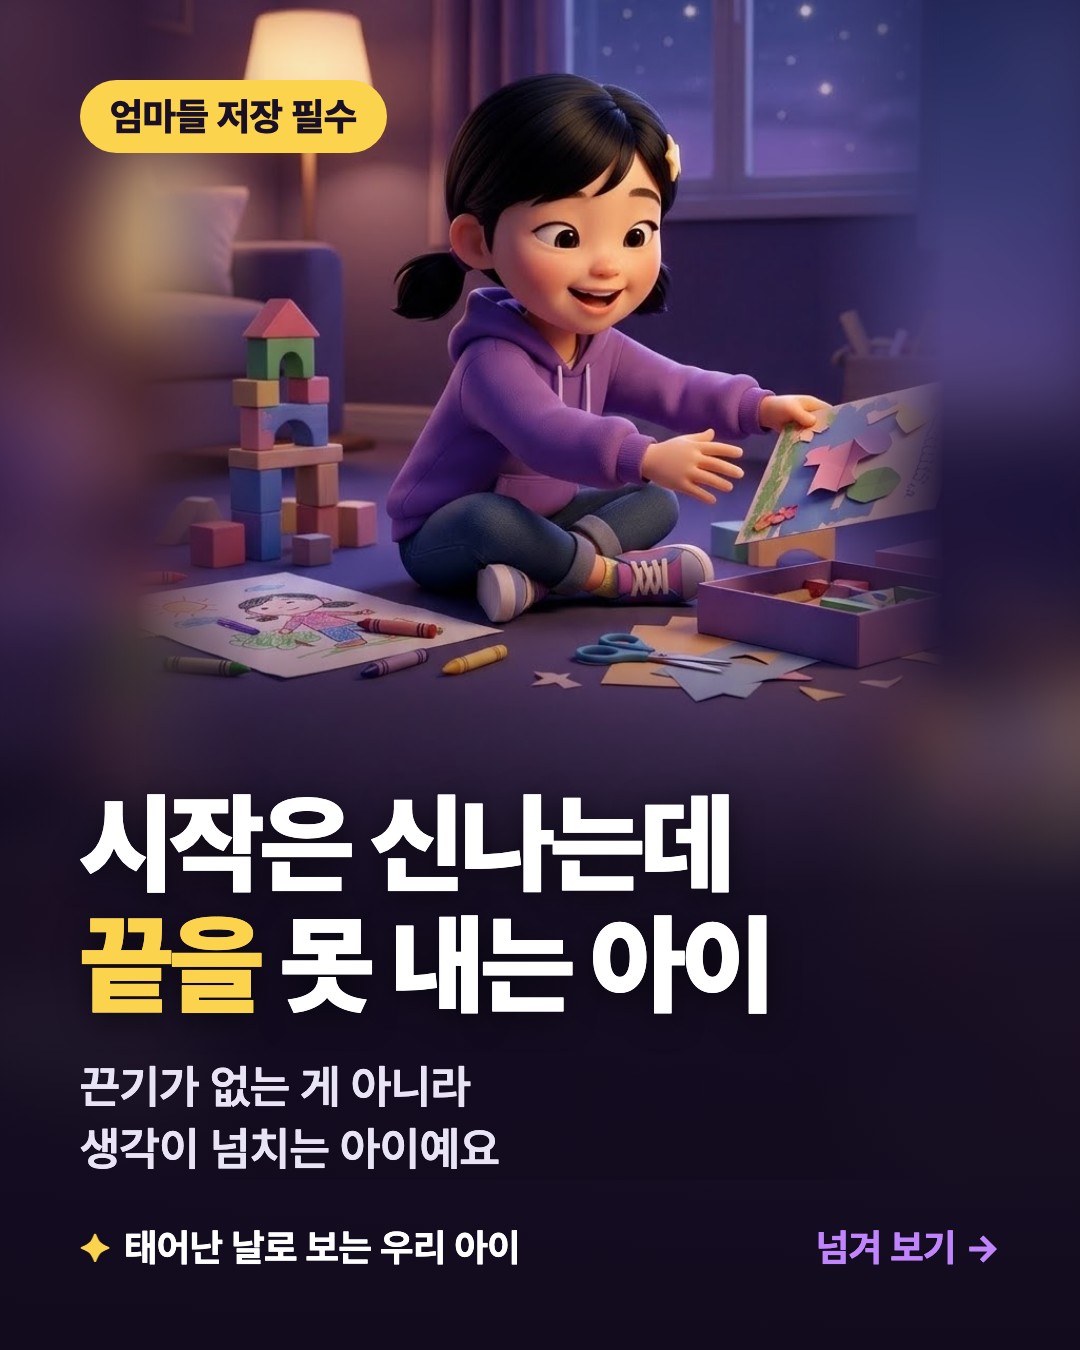 엄마들 저장 필수
시작은 신나는데
끝을 못 내는 아이
끈기가 없는 게 아니라
생각이 넘치는 아이예요
태어난 날로 보는 우리 아이
넘겨 보기 →